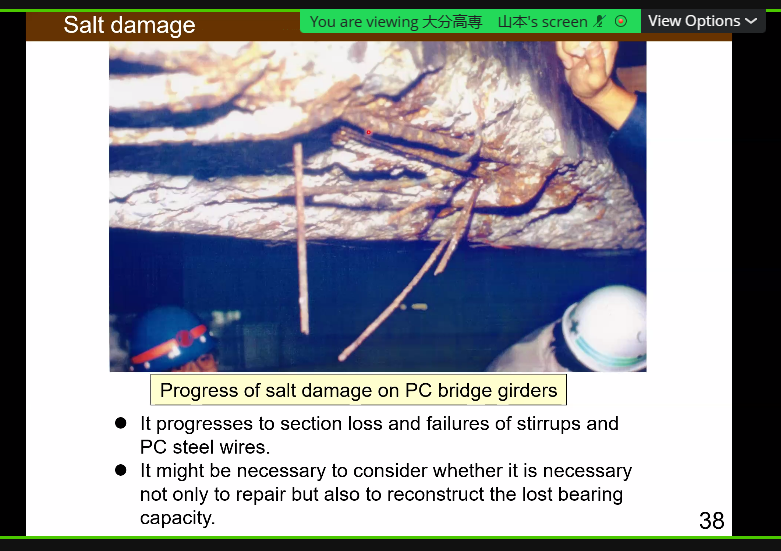 Salt damage
You are viewing 大分高専　山本's screen
View Options
Progress of salt damage on PC bridge girders
It progresses to section loss and failures of stirrups and
PC steel wires.
It might be necessary to consider whether it is necessary
not only to repair but also to reconstruct the lost bearing
capacity.
38